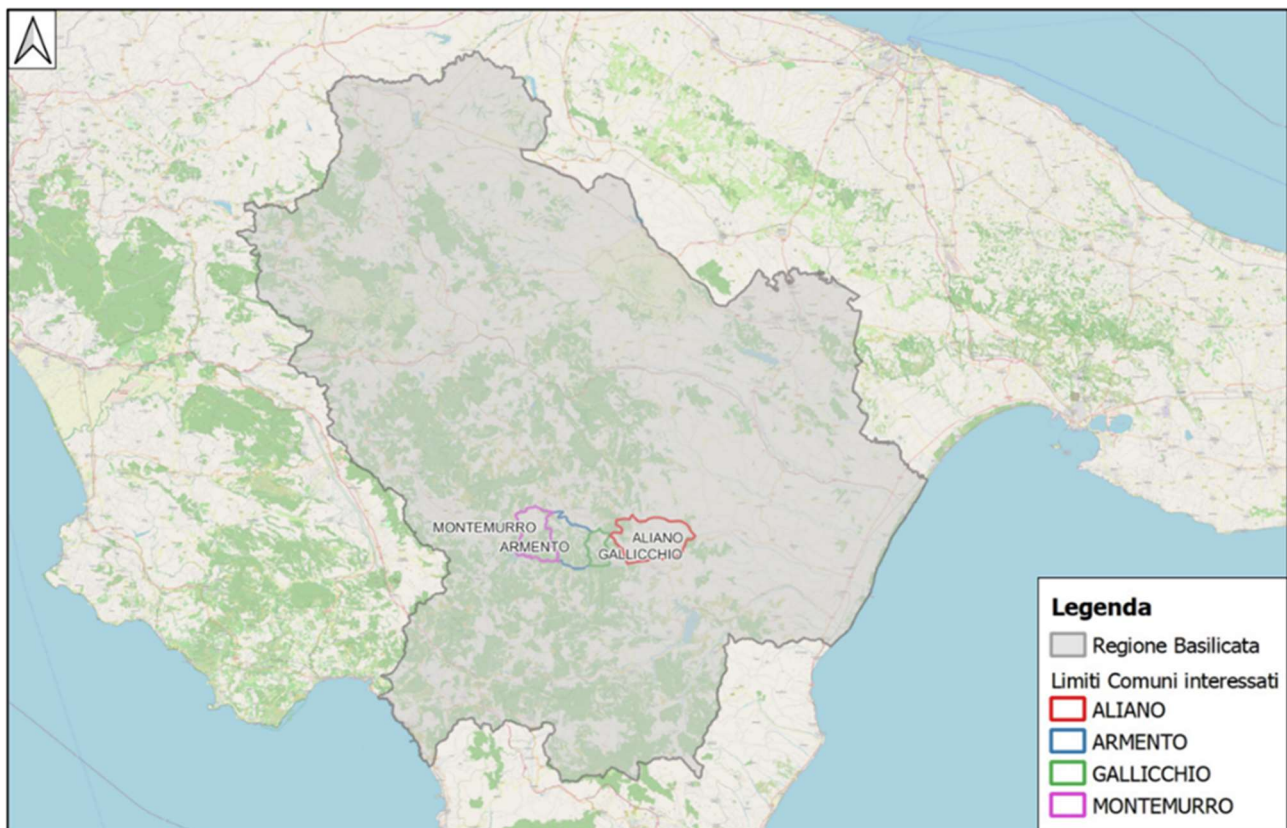 MONTEMURRO
ARMENTO
ALIANO
GALLICCHIO
Legenda
Regione Basilicata
Limiti Comuni interessati
ALIANO
ARMENTO
GALLICCHIO
MONTEMURRO